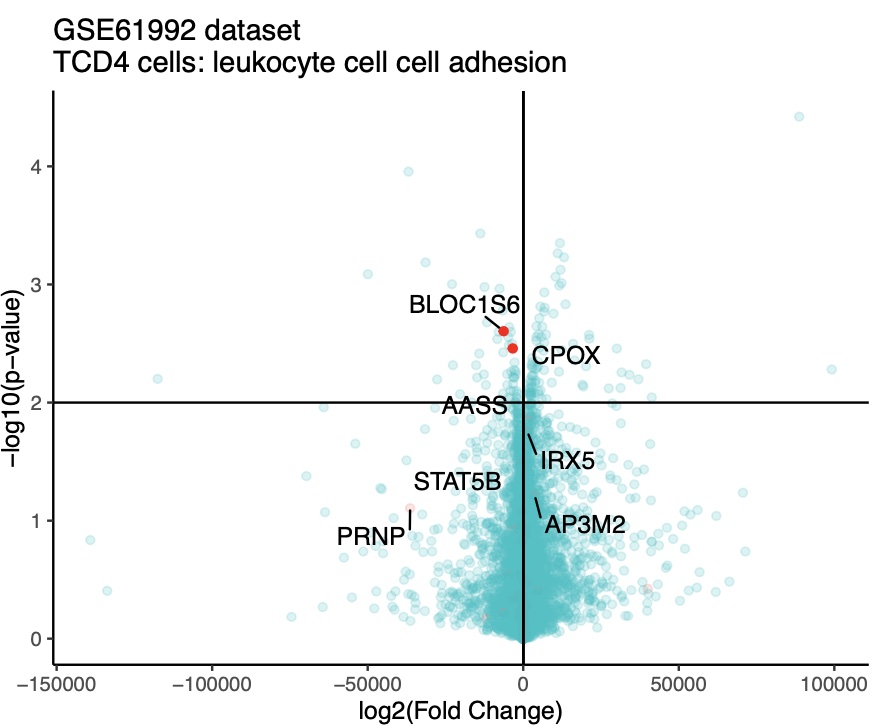 GSE61992 dataset
TCD4 cells: leukocyte cell cell adhesion
4
3
2
1
0
−log10(p−value)
BLOC1S6
CPOX
AASS
IRX5
STAT5B
AP3M2
PRNP
−150000 −100000 −50000 0 50000 100000
log2(Fold Change)